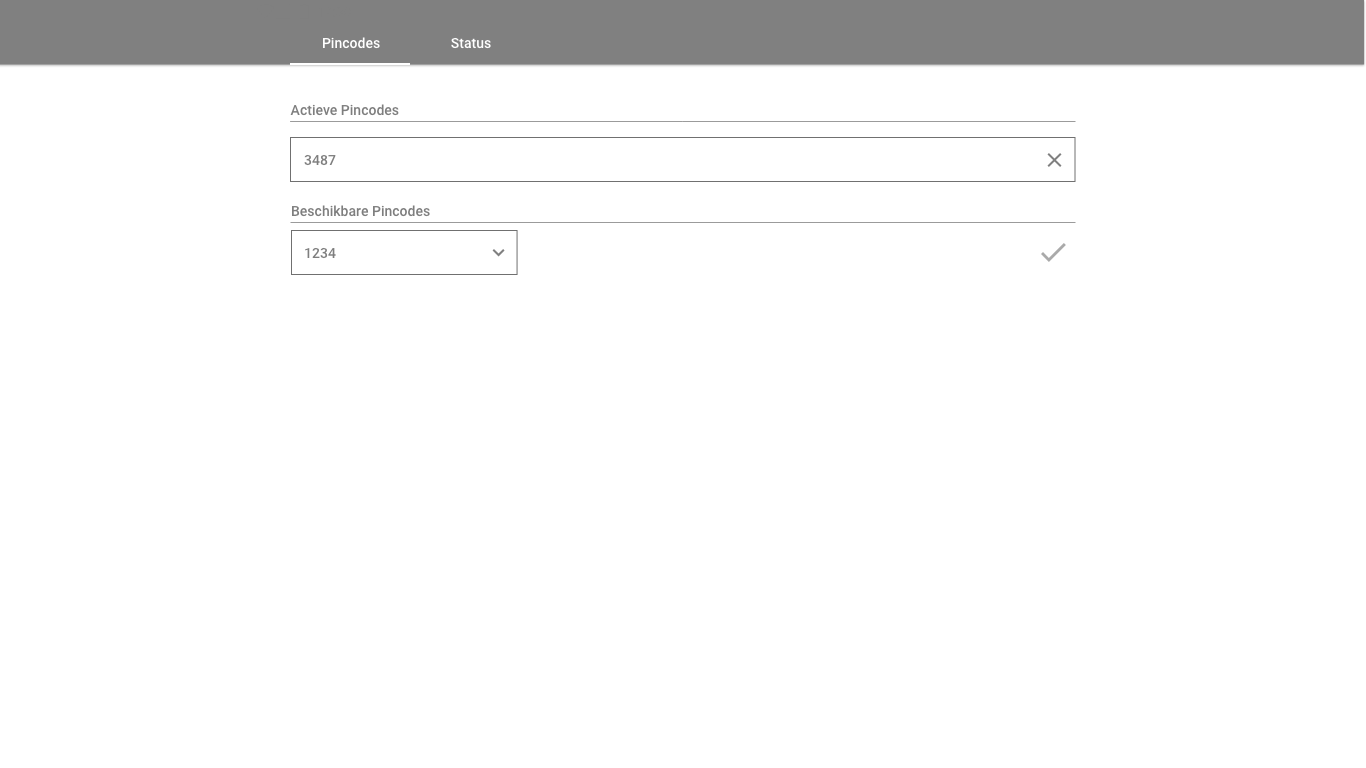 Pincodes Status
Actieve Pincodes
3487
Beschikbare Pincodes
1234